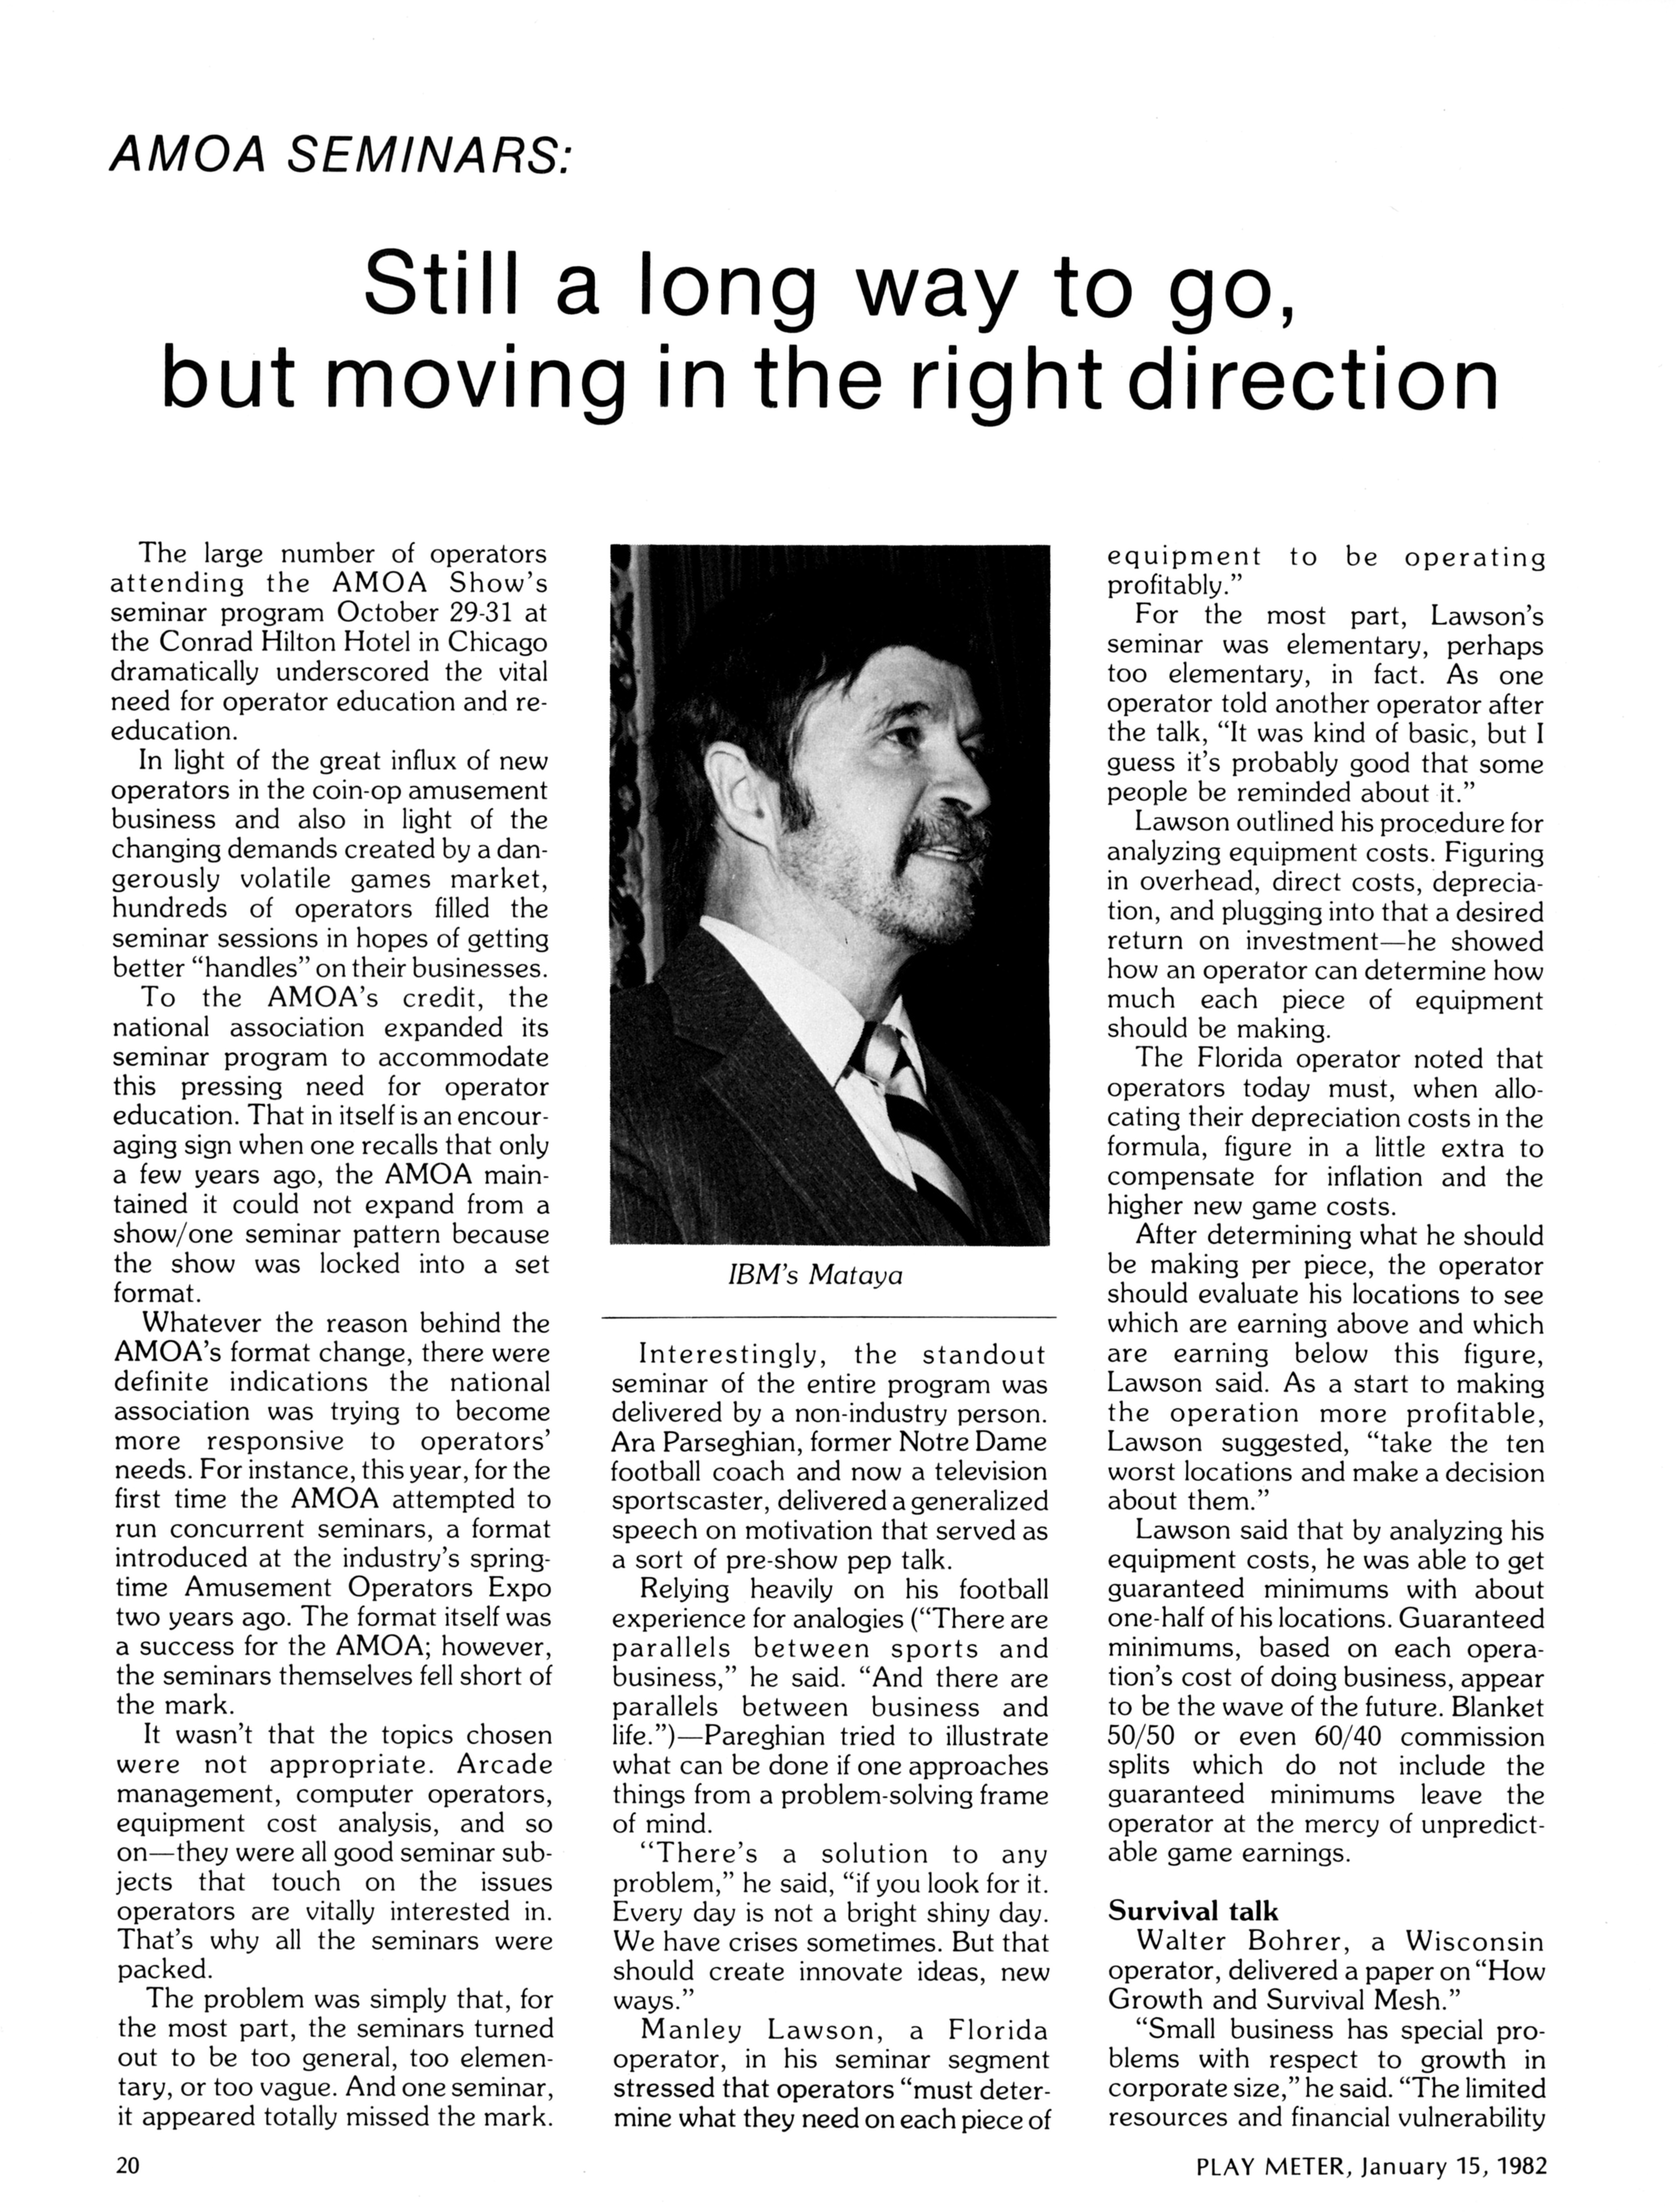 AMOA SEMINARS:
Still a long way to go,
but moving in the right direction
The large number of operators
attending the AMOA Show's
seminar program October 29-31 at
the Conrad Hilton Hotel in Chicago
dramatically underscored the vital
need for operator education and re-
education.
In light of the great influx of new
operators in the coin-op amusement
business and also in light of the
changing demands created by a dan-
gerously volatile games market,
hundreds of operators filled the
seminar sessions in hopes of getting
better “handles” on their businesses.
To the AMOA's credit, the
national association expanded its
seminar program to accommodate
this pressing need for operator
education. That in itself is an encour-
aging sign when one recalls that only
a few years ago, the AMOA main-
tained it could not expand from a
show/one seminar pattern because
the show was locked into a set
format.
Whatever the reason behind the
AMOA's format change, there were
definite indications the national
association was trying to become
more responsive to operators'
needs. For instance, this year, for the
first time the AMOA attempted to
run concurrent seminars, a format
introduced at the industry's spring-
time Amusement Operators Expo
two years ago. The format itself was
a success for the AMOA; however,
the seminars themselves fell short of
the mark.
It wasn't that the topics chosen
were not appropriate. Arcade
management, computer operators,
equipment cost analysis, and so
on—they were all good seminar sub-
jects that touch on the issues
operators are vitally interested in.
That's why all the seminars were
packed.
The problem was simply that, for
the most part, the seminars turned
out to be too general, too elemen-
tary, or too vague. And one seminar,
it appeared totally missed the mark.
IBM's Mataya
Interestingly, the standout
seminar of the entire program was
delivered by a non-industry person.
Ara Parseghian, former Notre Dame
football coach and now a television
sportscaster, delivered a generalized
speech on motivation that served as
a sort of pre-show pep talk.
Relying heavily on his football
experience for analogies (“There are
parallels between sports and
business,” he said. “And there are
parallels between business and
life.”)—Pareghian tried to illustrate
what can be done if one approaches
things from a problem-solving frame
of mind.
“There's a solution to any
problem,” he said, “if you look for it.
Every day is not a bright shiny day.
We have crises sometimes. But that
should create innovate ideas, new
ways.”
Manley Lawson, a Florida
operator, in his seminar segment
stressed that operators “must deter-
mine what they need on each piece of
equipment to be operating
profitably.”
For the most part, Lawson's
seminar was elementary, perhaps
too elementary, in fact. As one
operator told another operator after
the talk, “It was kind of basic, but I
guess it's probably good that some
people be reminded about it.”
Lawson outlined his procedure for
analyzing equipment costs. Figuring
in overhead, direct costs, deprecia-
tion, and plugging into that a desired
return on investment—he showed
how an operator can determine how
much each piece of equipment
should be making.
The Florida operator noted that
operators today must, when allo-
cating their depreciation costs in the
formula, figure in a little extra to
compensate for inflation and the
higher new game costs.
After determining what he should
be making per piece, the operator
should evaluate his locations to see
which are earning above and which
are earning below this figure,
Lawson said. As a start to making
the operation more profitable,
Lawson suggested, “take the ten
worst locations and make a decision
about them.”
Lawson said that by analyzing his
equipment costs, he was able to get
guaranteed minimums with about
one-half of his locations. Guaranteed
minimums, based on each opera-
tion's cost of doing business, appear
to be the wave of the future. Blanket
50/50 or even 60/40 commission
splits which do not include the
guaranteed minimums leave the
operator at the mercy of unpredict-
able game earnings.
Survival talk
Walter Bohrer, a Wisconsin
operator, delivered a paper on “How
Growth and Survival Mesh.”
“Small business has special pro-
blems with respect to growth in
corporate size,” he said. “The limited
resources and financial vulnerability
20
PLAY METER, January 15, 1982